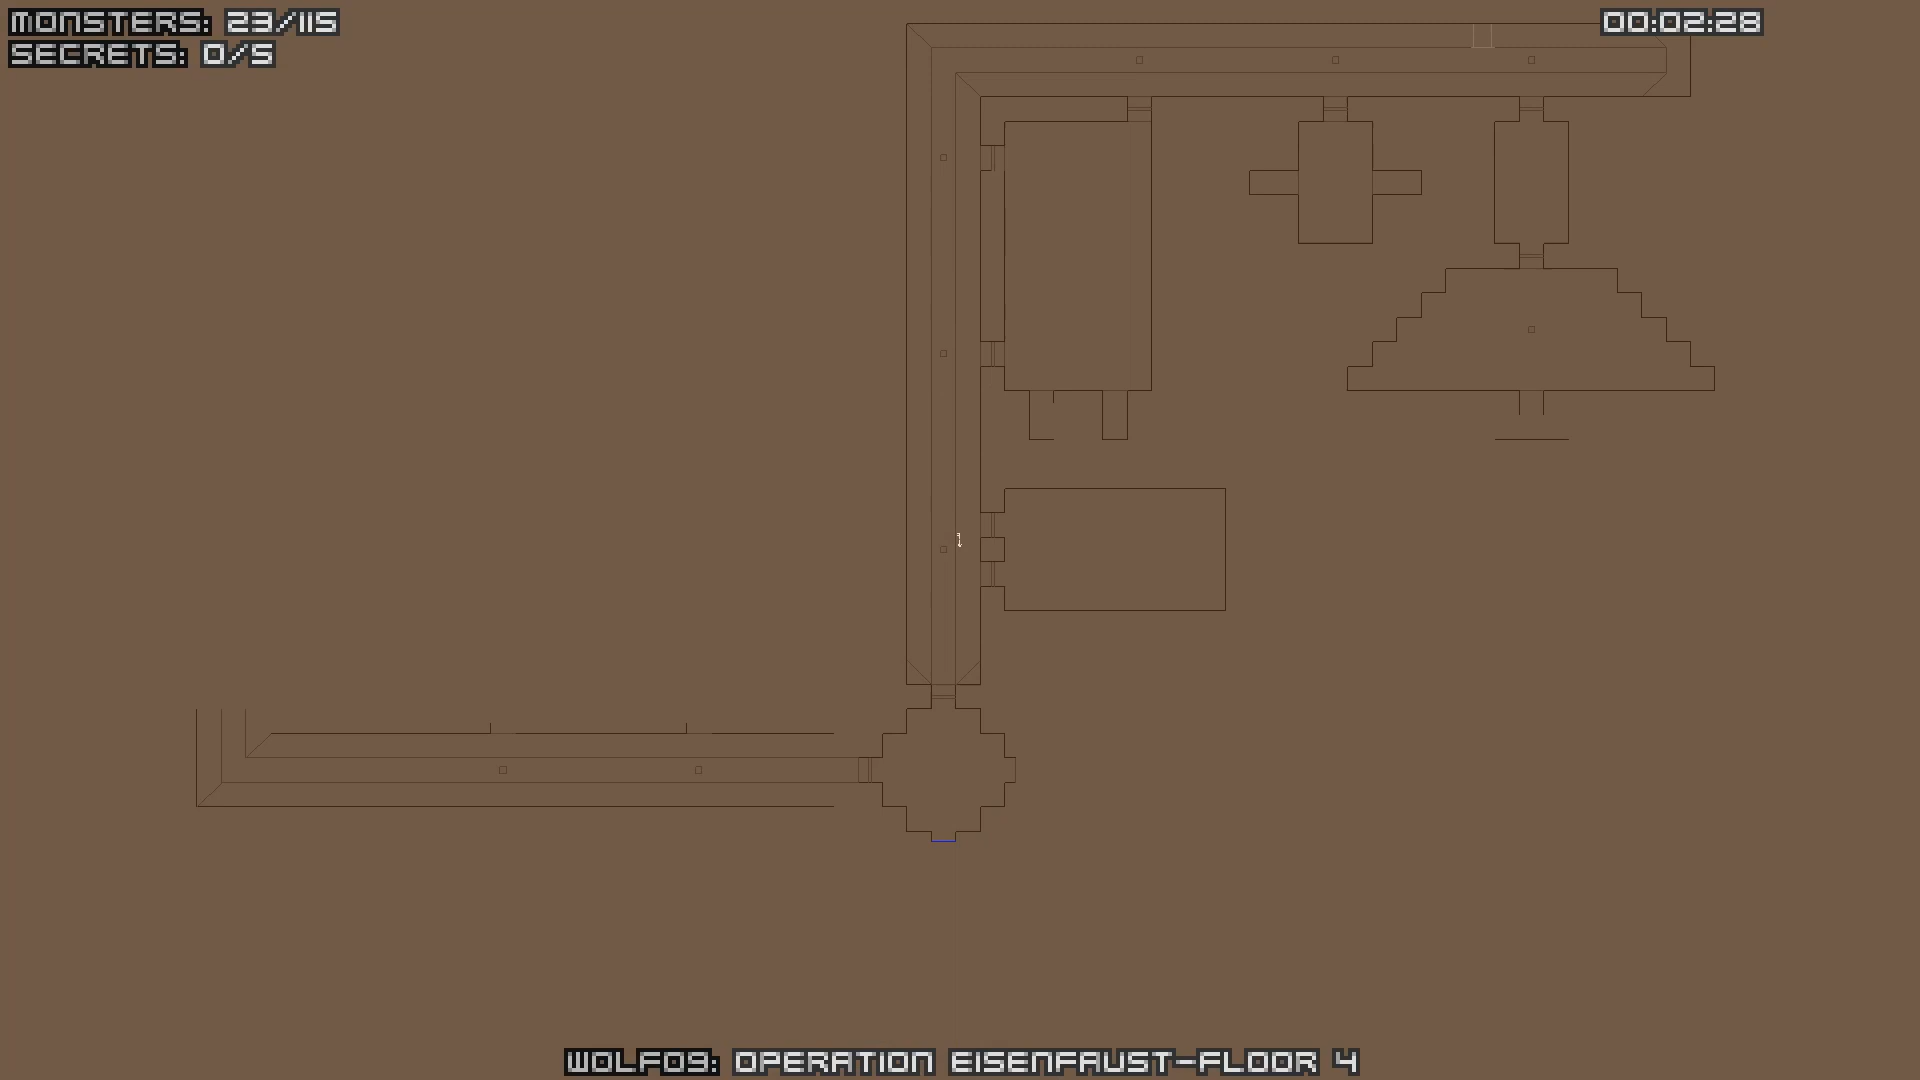 MONSTERS: 23/115
SECRETS: 0/5
00:02:28
WOLF09: OPERATION EISENFAUST-FLOOR 4